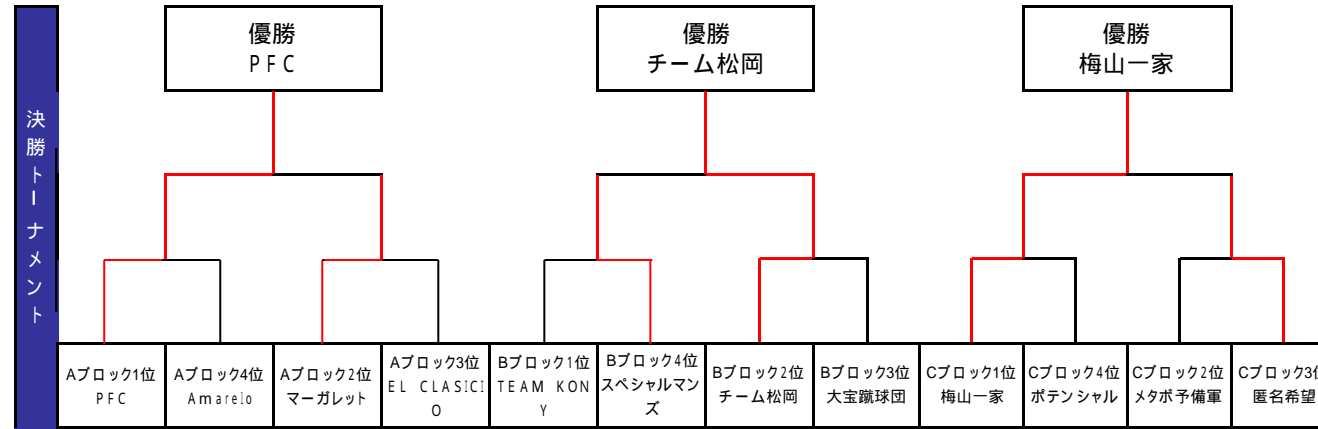 決勝トーナメント
優勝
PFC
優勝
チーム松岡
優勝
梅山一家
Aブロック1位
PFC
Aブロック4位
Amarelo
Aブロック2位
マーガレット
Aブロック3位
EL CLASICI
O
Bブロック1位
TEAM KON
Y
Bブロック4位
スペシャルマン
ズ
Bブロック2位
チーム松岡
Bブロック3位
大宝蹴球団
Cブロック1位
梅山一家
Cブロック4位
ポテンシャル
Cブロック2位
メタボ予備軍
Cブロック3位
匿名希望